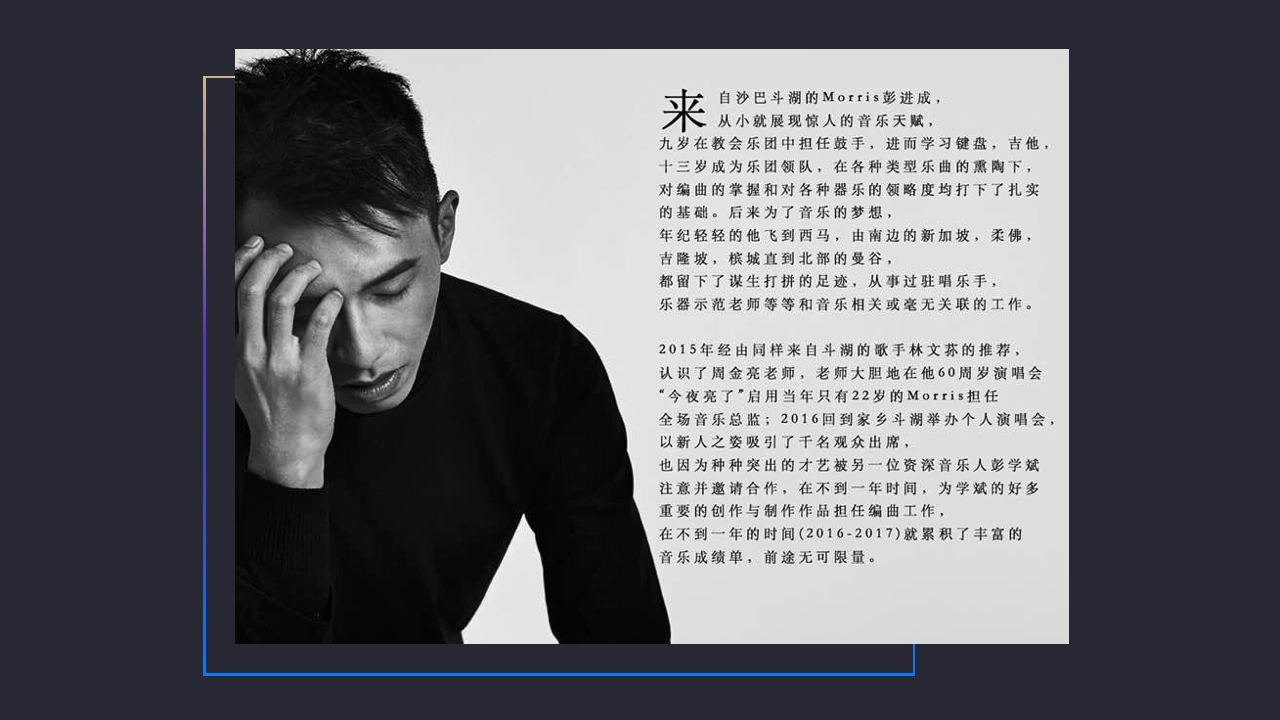 来自沙巴斗湖的Morris彭进成，
从小就展现惊人的音乐天赋，
九岁在教会乐团中担任鼓手，进而学习键盘，吉他，
十三岁成为乐团领队，在各种类型乐曲的熏陶下，
对编曲的掌握和对各种器乐的领略度均打下了扎实
的基础。后来为了音乐的梦想，
年纪轻轻的他飞到西马，由南边的新加坡，柔佛，
吉隆坡，槟城直到北部的曼谷，
都留下了谋生打拼的足迹，从事过驻唱乐手，
乐器示范老师等等和音乐相关或毫无关联的工作。
2015年经由同样来自斗湖的歌手林文荪的推荐，
认识了周金亮老师，老师大胆地在他60周岁演唱会
“今夜亮了”启用当年只有22岁的Morris担任
全场音乐总监；2016回到家乡斗湖举办个人演唱会，
以新人之姿吸引了千名观众出席，
也因为种种突出的才艺被另一位资深音乐人彭学斌
注意并邀请合作，在不到一年时间，为学斌的好多
重要的创作与制作作品担任编曲工作，
在不到一年的时间(2016-2017)就累积了丰富的
音乐成绩单，前途无可限量。